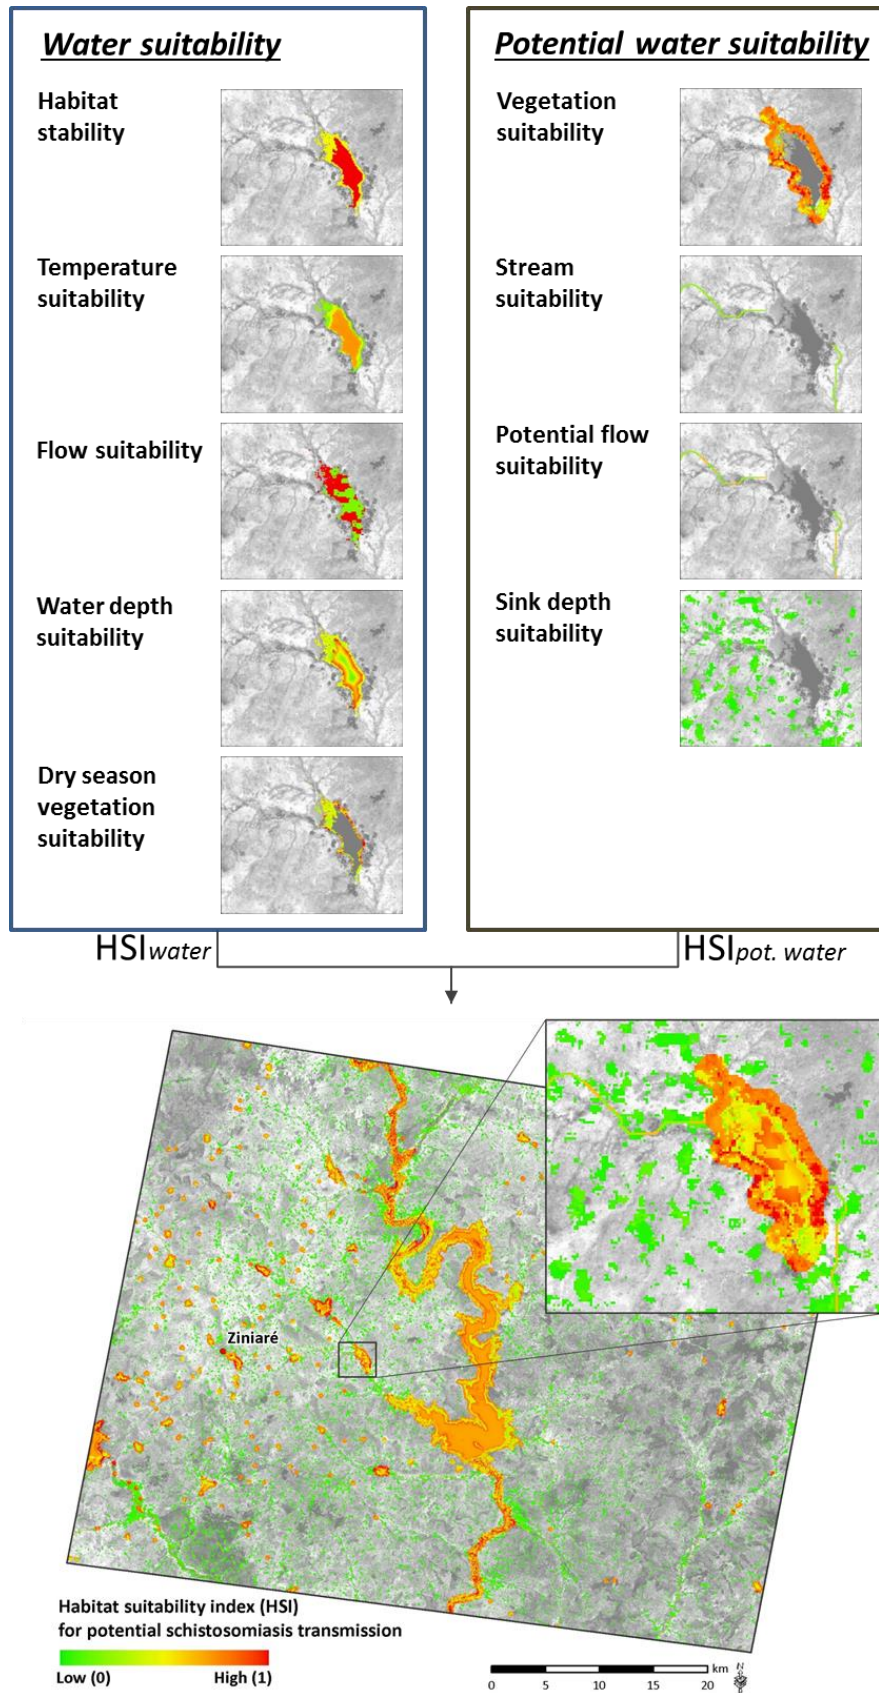 Water suitability
Habitat
stability
Temperature
suitability
Flow suitability
Water depth
suitability
Dry season
vegetation
suitability
Potential water suitability
Vegetation
suitability
Stream
suitability
Potential flow
suitability
Sink depth
suitability
HSIwater
HSIpot. water
Ziniaré
Habitat suitability index (HSI)
for potential schistosomiasis transmission
Low (0) High (1)
km
0 5 10 15 20
N